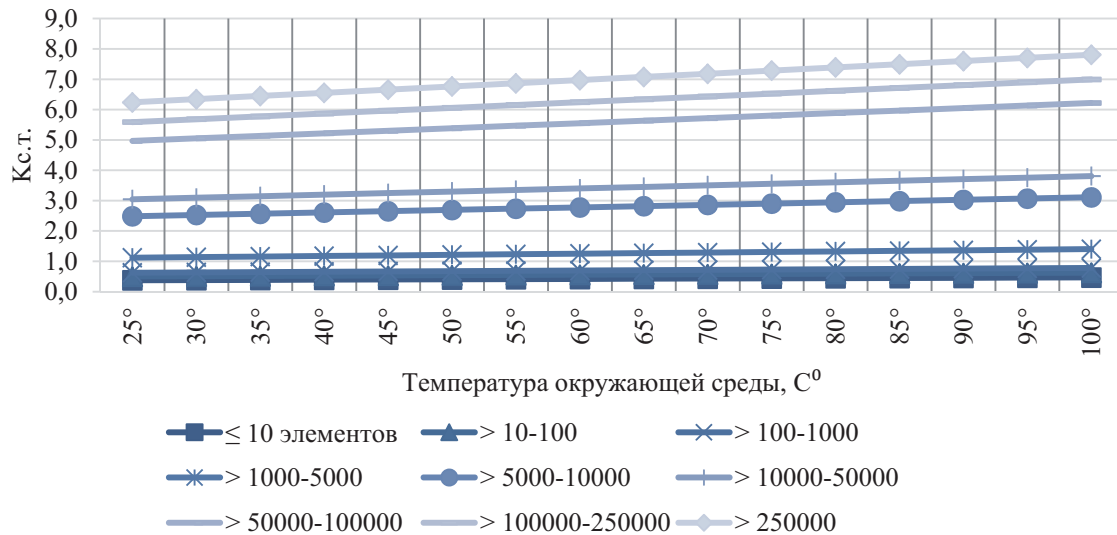 9,0
8,0
7,0
6,0
5,0
4,0
3,0
2,0
1,0
0,0
Кс.т.
25° 30° 35° 40° 45° 50° 55° 60° 65° 70° 75° 80° 85° 90° 95° 100°
Температура окружающей среды, С⁰
≤ 10 элементов > 10-100 > 100-1000
> 1000-5000 > 5000-10000 > 10000-50000
> 50000-100000 > 100000-250000 > 250000